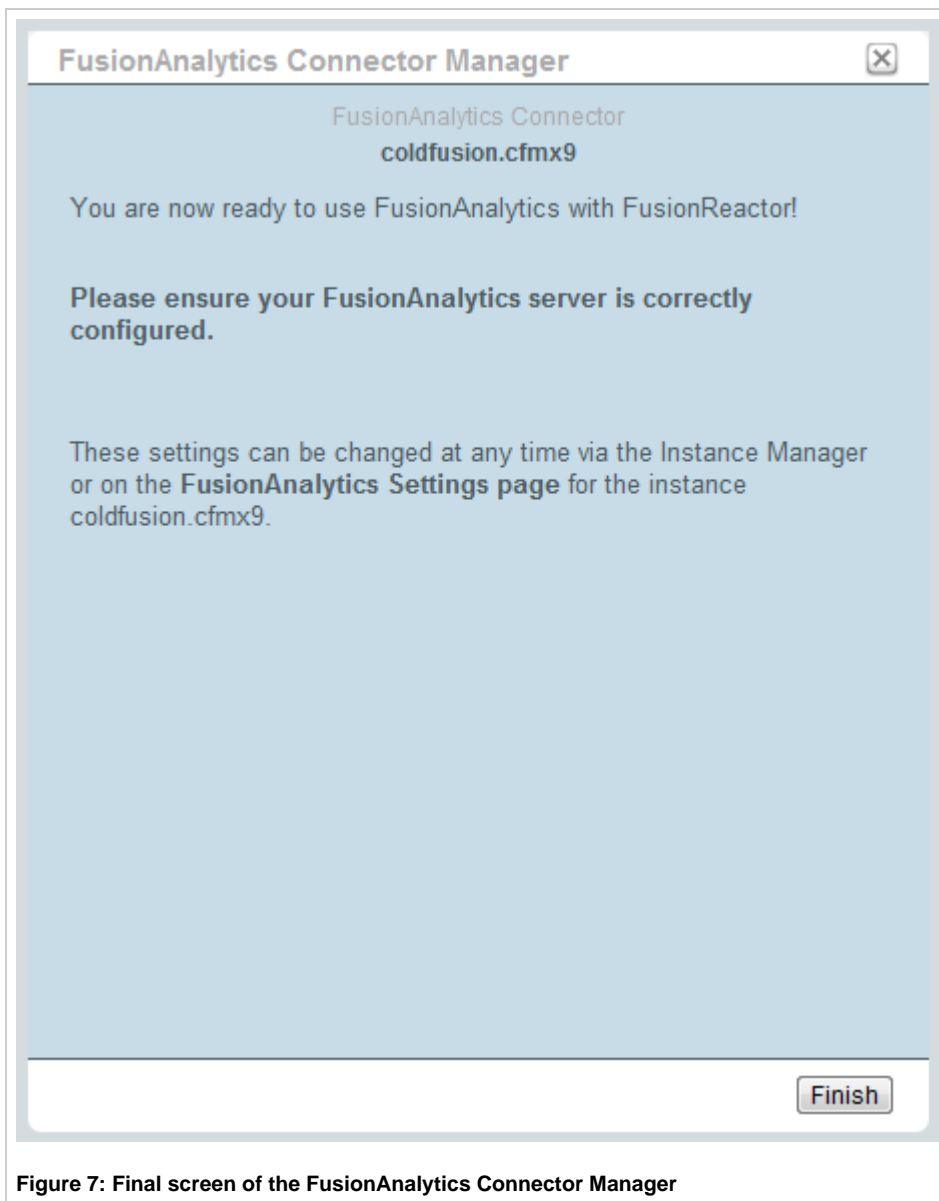 FusionAnalytics Connector Manager
FusionAnalytics Connector
coldfusion.cfmx9
You are now ready to use FusionAnalytics with FusionReactor!
Please ensure your FusionAnalytics server is correctly
configured.
These settings can be changed at any time via the Instance Manager
or on the FusionAnalytics Settings page for the instance
coldfusion.cfmx9.
Finish
Figure 7: Final screen of the FusionAnalytics Connector Manager